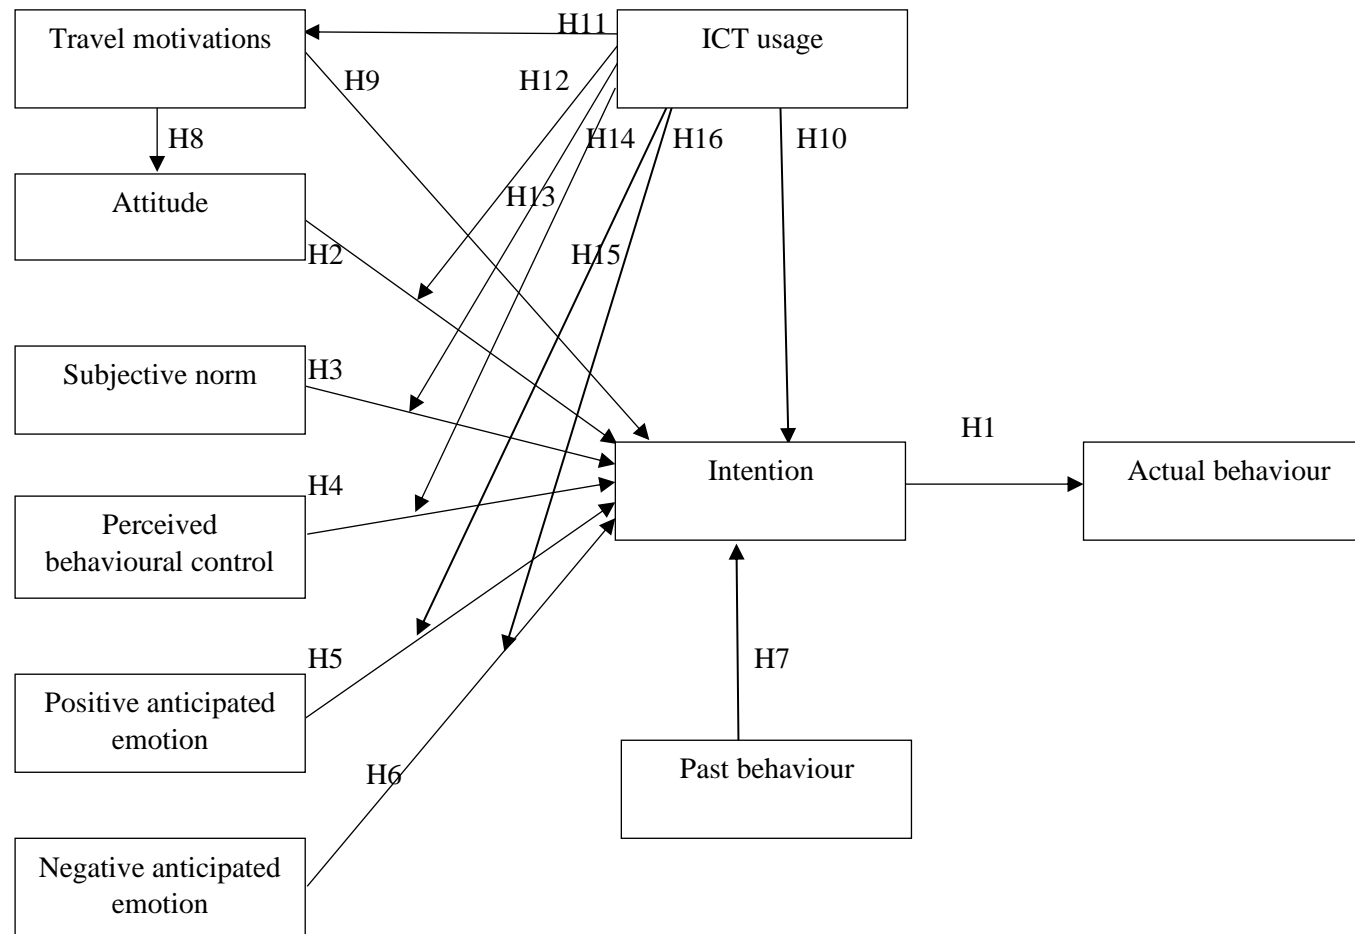 Travel motivations
H11
ICT usage
H9
H12
H8
H14
H16
H10
Attitude
H13
H2
H15
Subjective norm
H3
H1
Intention
Actual behaviour
H4
Perceived
behavioural control
H5
H7
Positive anticipated
emotion
H6
Past behaviour
Negative anticipated
emotion